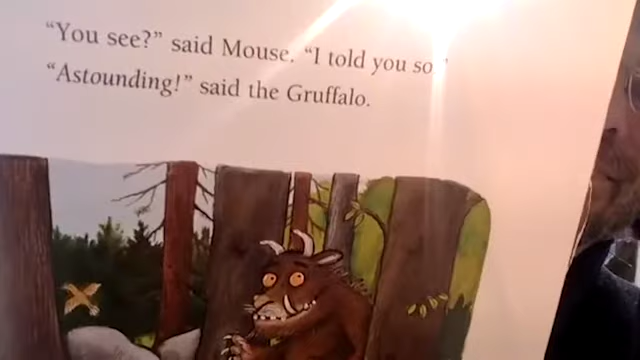 “You see?” said Mouse. “I told you so.”
“Astounding!” said the Gruffalo.